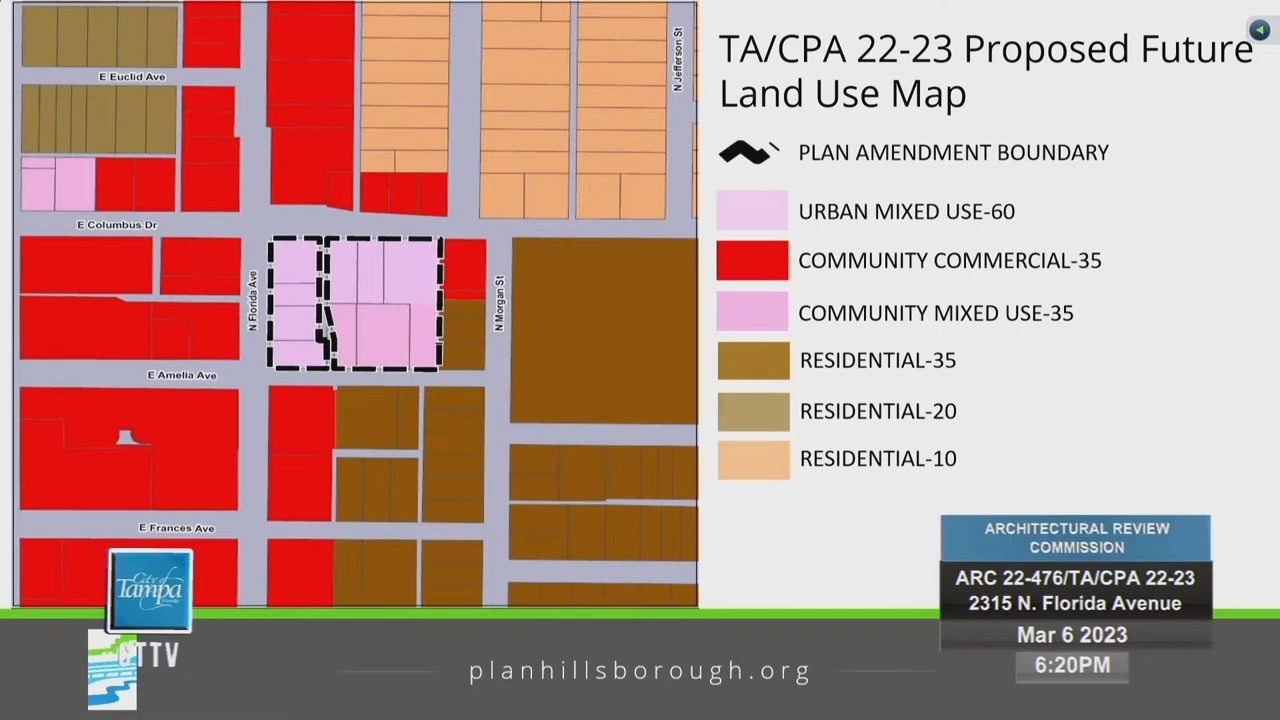 TA/CPA 22-23 Proposed Future
Land Use Map
PLAN AMENDMENT BOUNDARY
URBAN MIXED USE-60
COMMUNITY COMMERCIAL-35
COMMUNITY MIXED USE-35
RESIDENTIAL-35
RESIDENTIAL-20
RESIDENTIAL-10
N Jefferson St
E Euclid Ave
E Columbus Dr
N Florida Ave
N Morgan St
E Amelia Ave
E Frances Ave
City of
Tampa
CTTV
planhillsborough.org
ARCHITECTURAL REVIEW
COMMISSION
ARC 22-476/TA/CPA 22-23
2315 N. Florida Avenue
Mar 6 2023
6:20PM